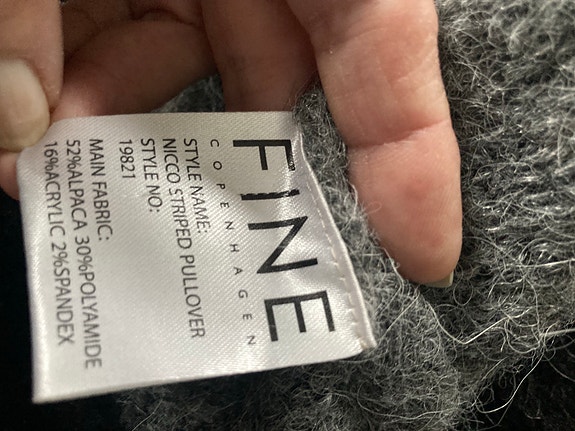 FINE
COPENHAGEN
STYLE NAME:
NICCO STRIPED PULLOVER
STYLE NO:
19821
MAIN FABRIC:
52%ALPACA 30%POLYAMIDE
16%ACRYLIC 2%SPANDEX